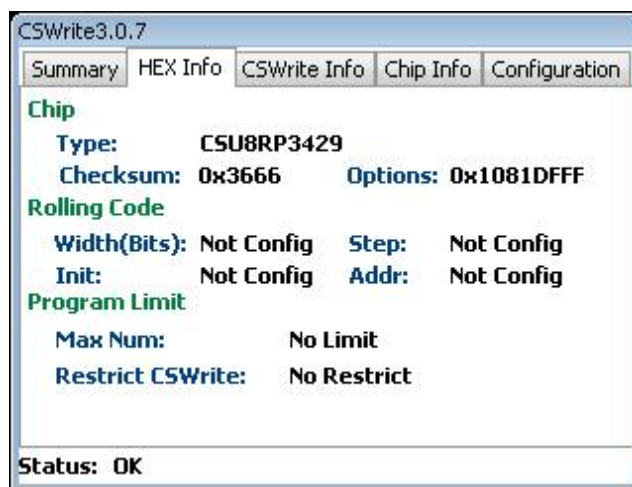 CSWrite3.0.7
Summary HEX Info CSWrite Info Chip Info Configuration
Chip
Type: CSU8RP3429
Checksum: 0x3666 Options: 0x1081DFFF
Rolling Code
Width(Bits): Not Config Step: Not Config
Init: Not Config Addr: Not Config
Program Limit
Max Num: No Limit
Restrict CSWrite: No Restrict
Status: OK